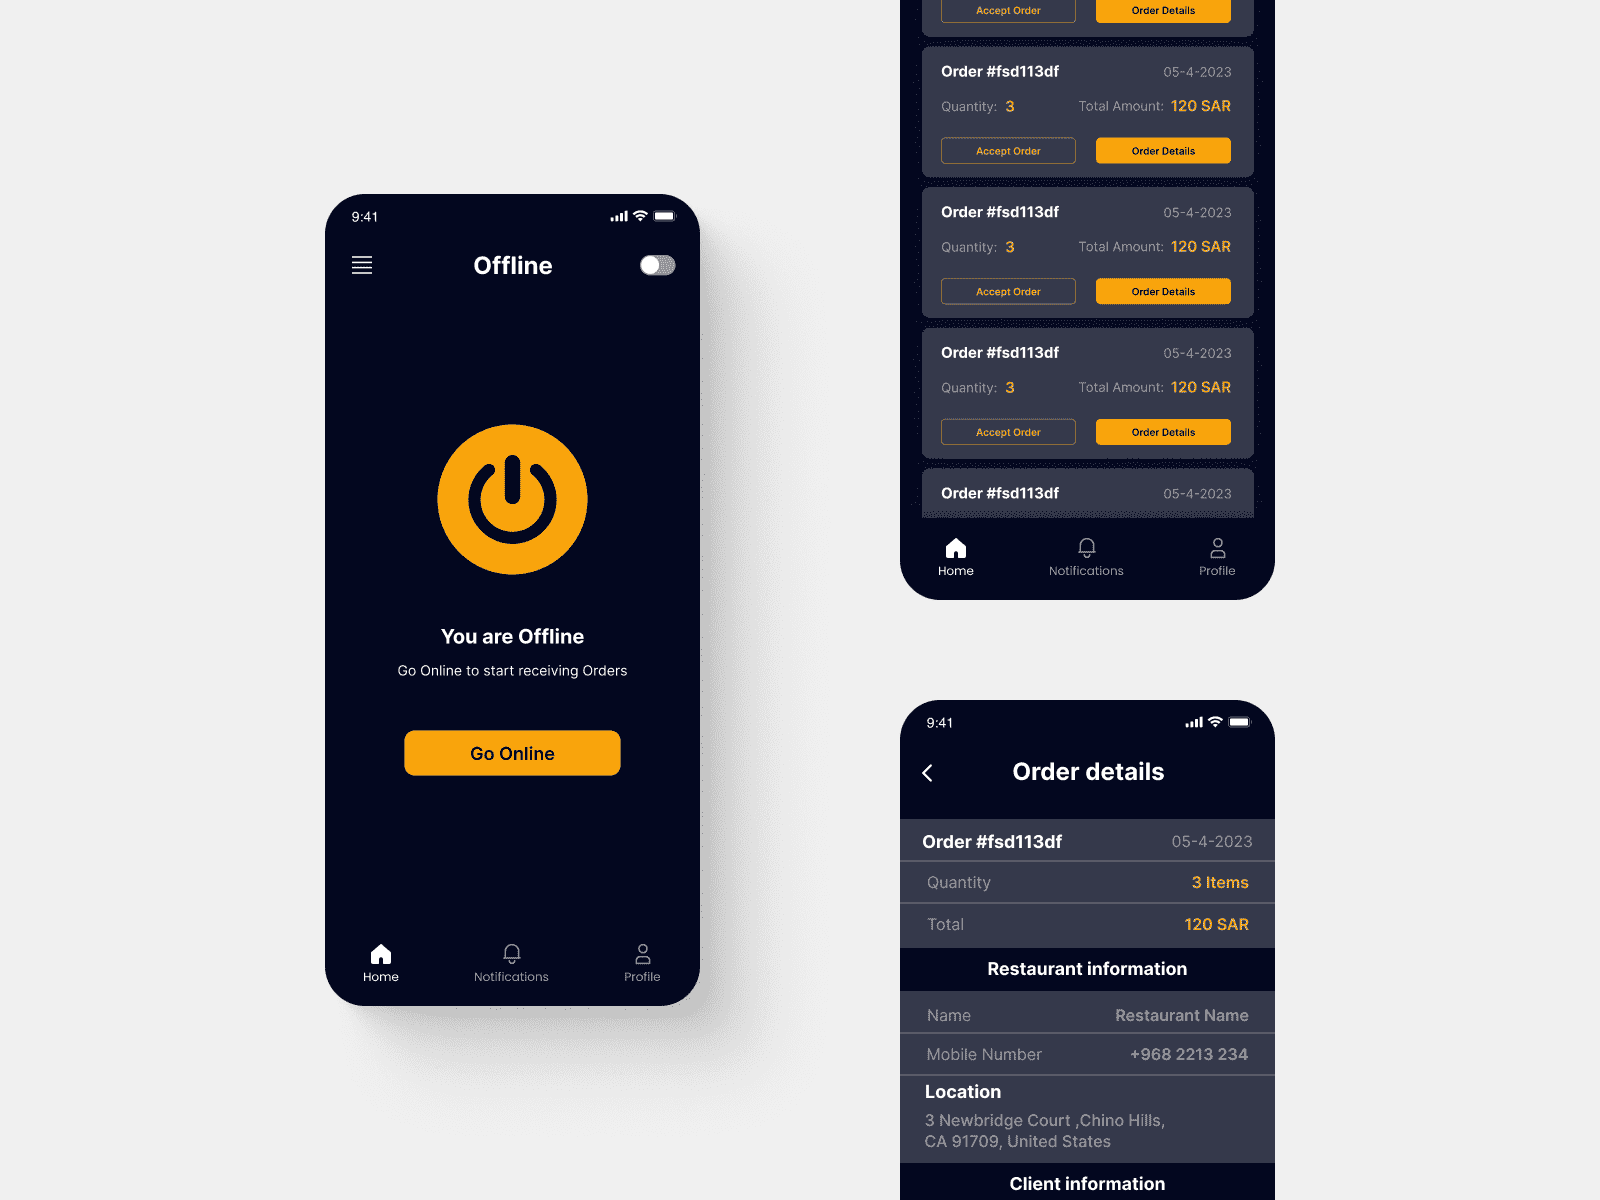 9:41
Offline
You are Offline
Go Online to start receiving Orders
Go Online
Home Notifications Profile
Accept Order Order Details
Order #fsd113df 05-4-2023
Quantity: 3 Total Amount: 120 SAR
Accept Order Order Details
Order #fsd113df 05-4-2023
Quantity: 3 Total Amount: 120 SAR
Accept Order Order Details
Order #fsd113df 05-4-2023
Quantity: 3 Total Amount: 120 SAR
Accept Order Order Details
Order #fsd113df 05-4-2023
Home Notifications Profile
9:41
Order details
Order #fsd113df 05-4-2023
Quantity 3 Items
Total 120 SAR
Restaurant information
Name Restaurant Name
Mobile Number +968 2213 234
Location
3 Newbridge Court ,Chino Hills,
CA 91709, United States
Client information